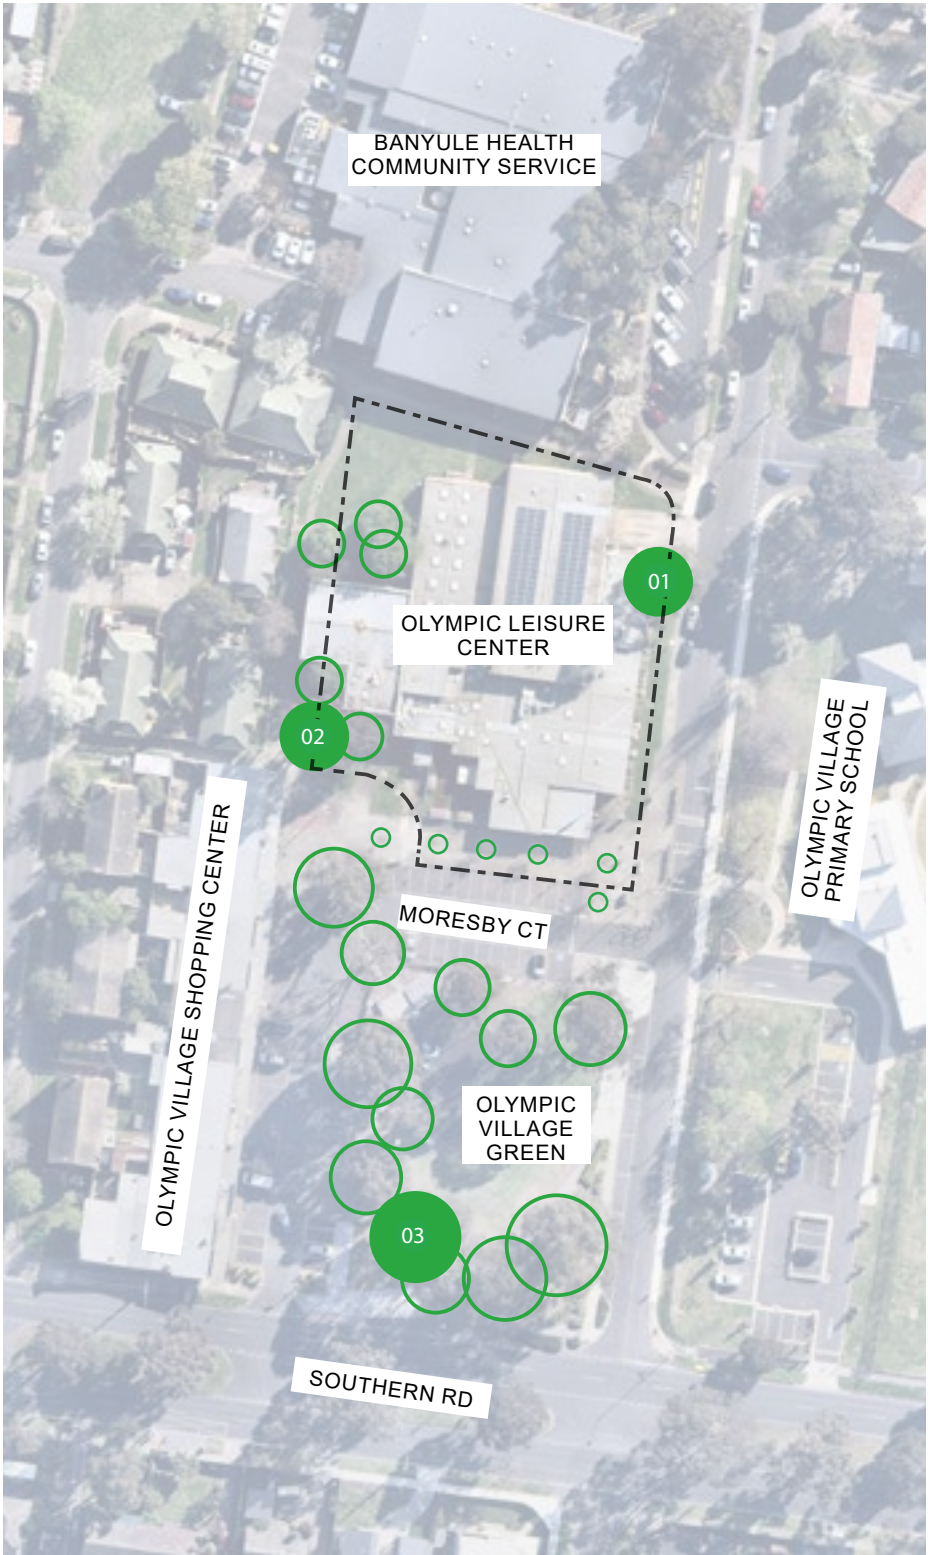 BANYULE HEALTH
COMMUNITY SERVICE
01
OLYMPIC LEISURE
CENTER
02
OLYMPIC VILLAGE
PRIMARY SCHOOL
OLYMPIC VILLAGE SHOPPING CENTER
MORESBY CT
OLYMPIC
VILLAGE
GREEN
03
SOUTHERN RD